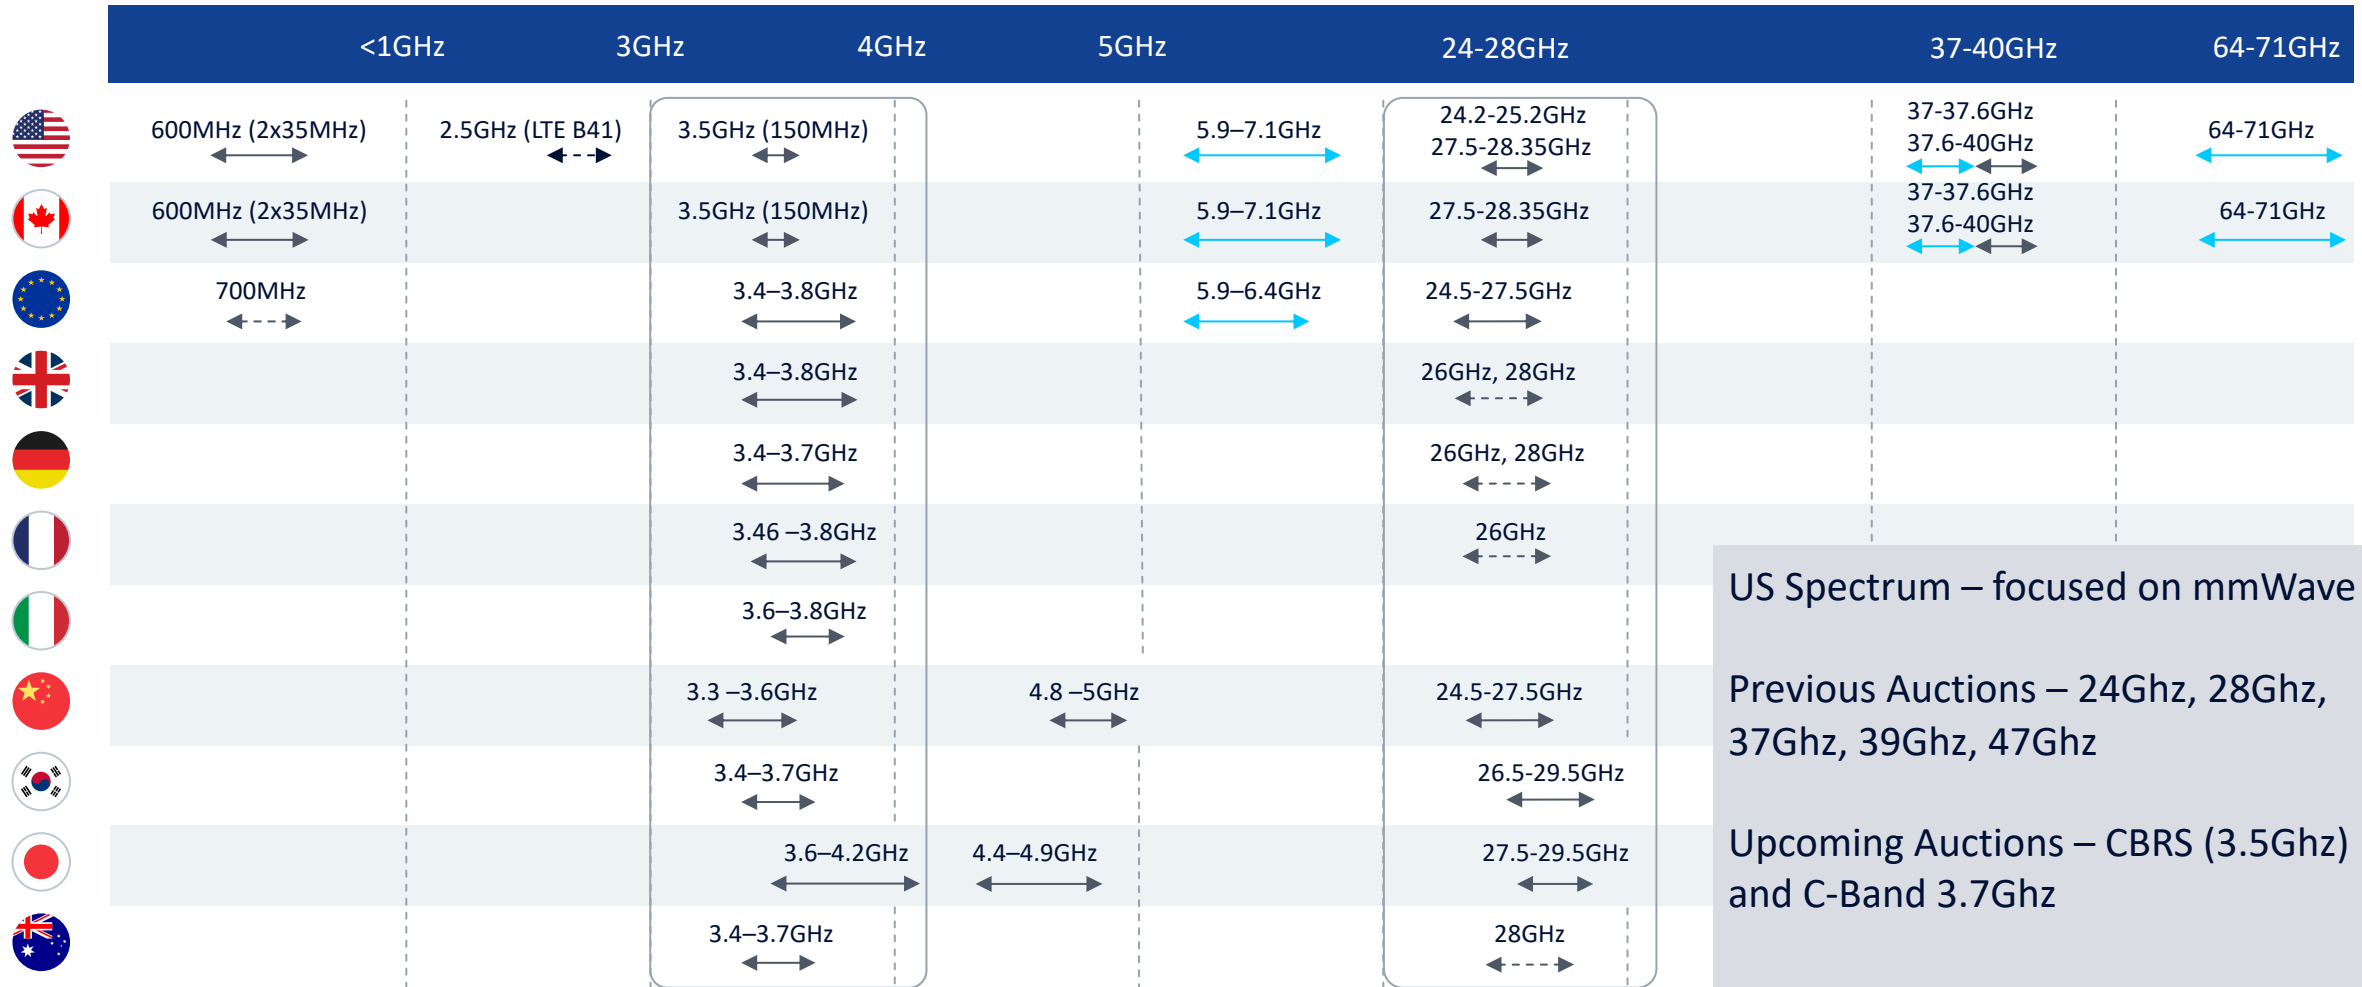 <1GHz 3GHz 4GHz 5GHz 24-28GHz 37-40GHz 64-71GHz
600MHz (2x35MHz) 2.5GHz (LTE B41) 3.5GHz (150MHz) 5.9–7.1GHz 24.2-25.2GHz 37-37.6GHz 64-71GHz
27.5-28.35GHz 37.6-40GHz
600MHz (2x35MHz) 3.5GHz (150MHz) 5.9–7.1GHz 27.5-28.35GHz 37-37.6GHz 64-71GHz
37.6-40GHz
700MHz 3.4–3.8GHz 5.9–6.4GHz 24.5-27.5GHz
3.4–3.8GHz 26GHz, 28GHz
3.4–3.7GHz 26GHz, 28GHz
3.46 –3.8GHz 26GHz
3.6–3.8GHz
3.3 –3.6GHz 4.8 –5GHz 24.5-27.5GHz
3.4–3.7GHz 26.5-29.5GHz
3.6–4.2GHz 4.4–4.9GHz 27.5-29.5GHz
3.4–3.7GHz 28GHz
US Spectrum – focused on mmWave
Previous Auctions – 24Ghz, 28Ghz,
37Ghz, 39Ghz, 47Ghz
Upcoming Auctions – CBRS (3.5Ghz)
and C-Band 3.7Ghz